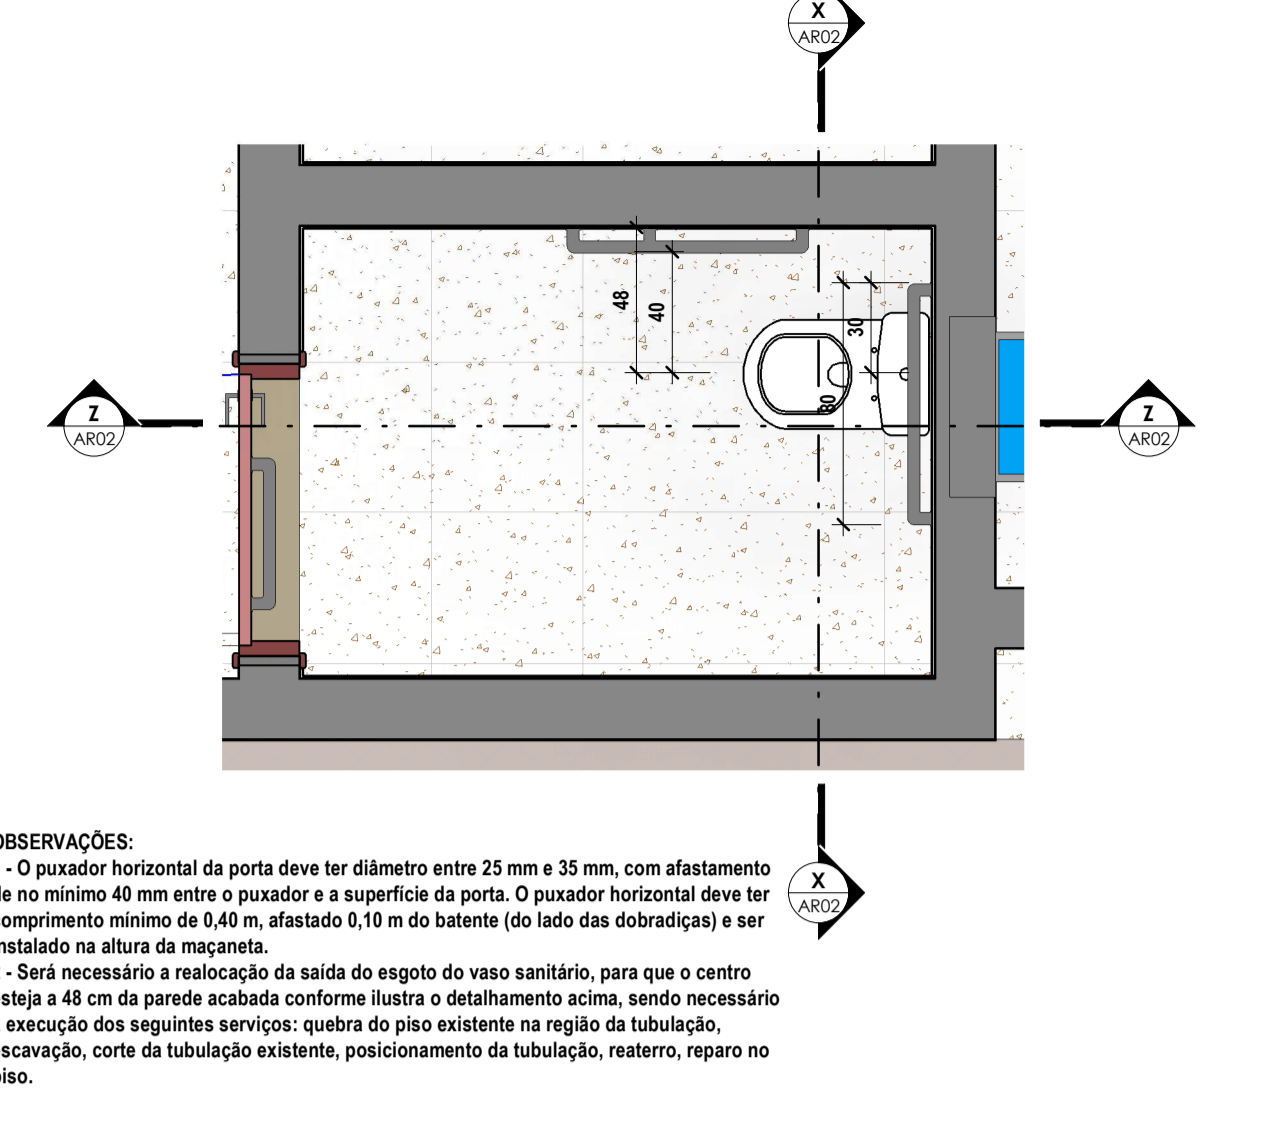 X
AR02
48
40
30
80
Z
AR02
Z
AR02
X
AR02
OBSERVAÇÕES:
- O puxador horizontal da porta deve ter diâmetro entre 25 mm e 35 mm, com afastamento
no mínimo 40 mm entre o puxador e a superfície da porta. O puxador horizontal deve ter
comprimento mínimo de 0,40 m, afastado 0,10 m do batente (do lado das dobradiças) e ser
instalado na altura da maçaneta.
- Será necessário a realocação da saída do esgoto do vaso sanitário, para que o centro
esteja a 48 cm da parede acabada conforme ilustra o detalhamento acima, sendo necessário
execução dos seguintes serviços: quebra do piso existente na região da tubulação,
escavação, corte da tubulação existente, posicionamento da tubulação, reaterro, reparo no
piso.